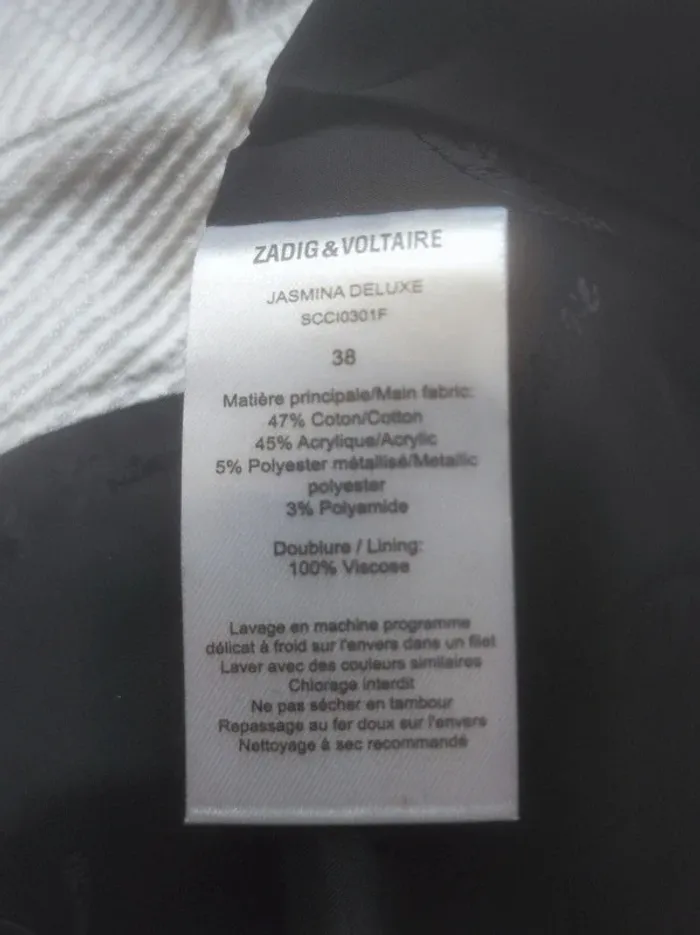 ZADIG & VOLTAIRE
JASMINA DELUXE
SCCI0301F
38
Matière principale/Main fabric:
47% Coton/Cotton
45% Acrylique/Acrylic
5% Polyester métallisé/Metallic
polyester
3% Polyamide
Doublure / Lining:
100% Viscose
Lavage en machine programme
délicat à froid sur l'envers dans un filet
Laver avec des couleurs similaires
Chlorage interdit
Ne pas sécher en tambour
Repassage au fer doux sur l'envers
Nettoyage à sec recommandé